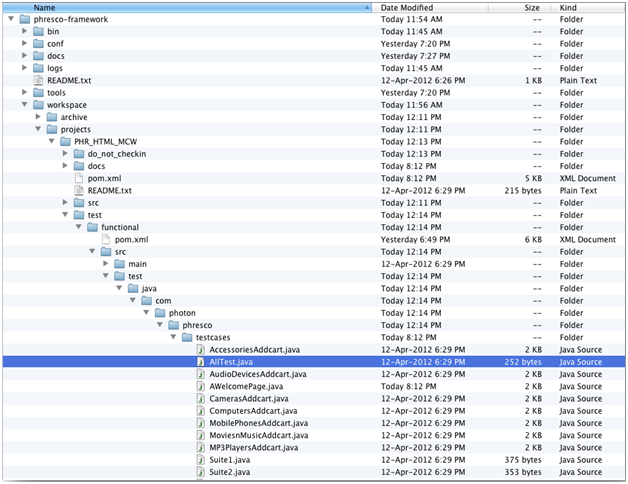 Name Date Modified Size Kind
phresco-framework Today 11:54 AM -- Folder
bin Today 11:45 AM -- Folder
conf Yesterday 7:20 PM -- Folder
docs Yesterday 7:27 PM -- Folder
logs Today 11:45 AM -- Folder
README.txt 12-Apr-2012 6:26 PM 1 KB Plain Text
tools Yesterday 7:20 PM -- Folder
workspace Today 11:56 AM -- Folder
archive Today 12:11 PM -- Folder
projects Today 12:11 PM -- Folder
PHR_HTML_MCW Today 12:13 PM -- Folder
do_not_checkin Today 12:13 PM -- Folder
docs Today 8:12 PM -- Folder
pom.xml Today 8:12 PM 5 KB XML Document
README.txt 12-Apr-2012 6:29 PM 215 bytes Plain Text
src Today 12:11 PM -- Folder
test Today 12:14 PM -- Folder
functional Today 12:14 PM -- Folder
pom.xml Yesterday 6:49 PM 6 KB XML Document
src Today 12:14 PM -- Folder
main 12-Apr-2012 6:29 PM -- Folder
test Today 12:14 PM -- Folder
java Today 12:14 PM -- Folder
com Today 12:14 PM -- Folder
photon Today 12:14 PM -- Folder
phresco Today 12:14 PM -- Folder
testcases Today 8:12 PM -- Folder
AccessoriesAddcart.java 12-Apr-2012 6:29 PM 2 KB Java Source
AllTest.java 12-Apr-2012 6:29 PM 252 bytes Java Source
AudioDevicesAddcart.java 12-Apr-2012 6:29 PM 2 KB Java Source
AWelcomePage.java Today 8:12 PM 2 KB Java Source
CamerasAddcart.java 12-Apr-2012 6:29 PM 2 KB Java Source
ComputersAddcart.java 12-Apr-2012 6:29 PM 2 KB Java Source
MobilePhonesAddcart.java 12-Apr-2012 6:29 PM 2 KB Java Source
MoviesnMusicAddcart.java 12-Apr-2012 6:29 PM 2 KB Java Source
MP3PlayersAddcart.java 12-Apr-2012 6:29 PM 2 KB Java Source
Suite1.java 12-Apr-2012 6:29 PM 375 bytes Java Source
Suite2.java 12-Apr-2012 6:29 PM 353 bytes Java Source